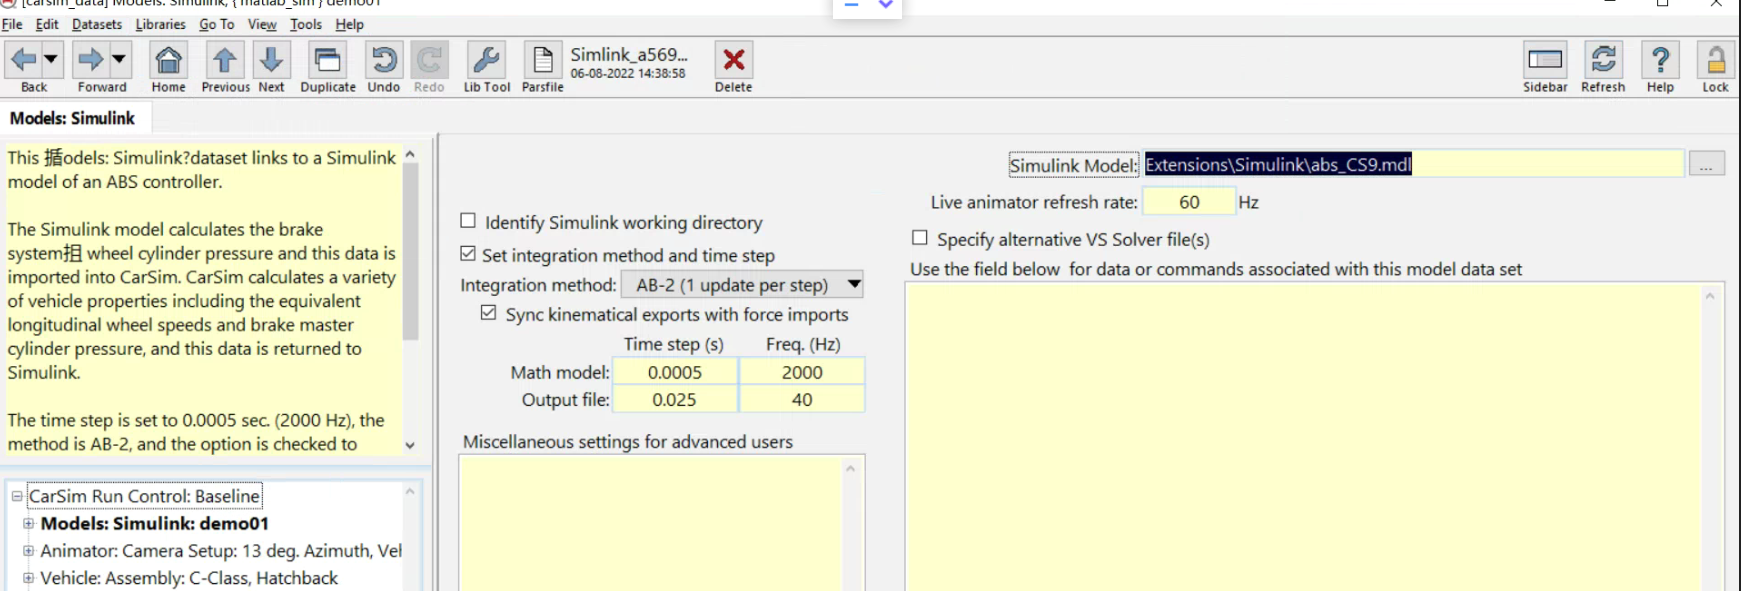 [carsim_data] Models: Simulink; { matlab_sim } demo01
File Edit Datasets Libraries Go To View Tools Help
Back Forward Home Previous Next Duplicate Undo Redo Lib Tool Parsfile
Simlink_a569...
06-08-2022 14:38:58
Delete
Sidebar Refresh Help Lock
Models: Simulink
This 揗odels: Simulink?dataset links to a Simulink
model of an ABS controller.
The Simulink model calculates the brake
system抯 wheel cylinder pressure and this data is
imported into CarSim. CarSim calculates a variety
of vehicle properties including the equivalent
longitudinal wheel speeds and brake master
cylinder pressure, and this data is returned to
Simulink.
The time step is set to 0.0005 sec. (2000 Hz), the
method is AB-2, and the option is checked to
CarSim Run Control: Baseline
Models: Simulink: demo01
Animator: Camera Setup: 13 deg. Azimuth, Veh
Vehicle: Assembly: C-Class, Hatchback
Identify Simulink working directory
Set integration method and time step
Integration method: AB-2 (1 update per step)
Sync kinematical exports with force imports
Time step (s) Freq. (Hz)
Math model: 0.0005 2000
Output file: 0.025 40
Miscellaneous settings for advanced users
Simulink Model: Extensions\Simulink\abs_CS9.mdl ...
Live animator refresh rate: 60 Hz
Specify alternative VS Solver file(s)
Use the field below for data or commands associated with this model data set